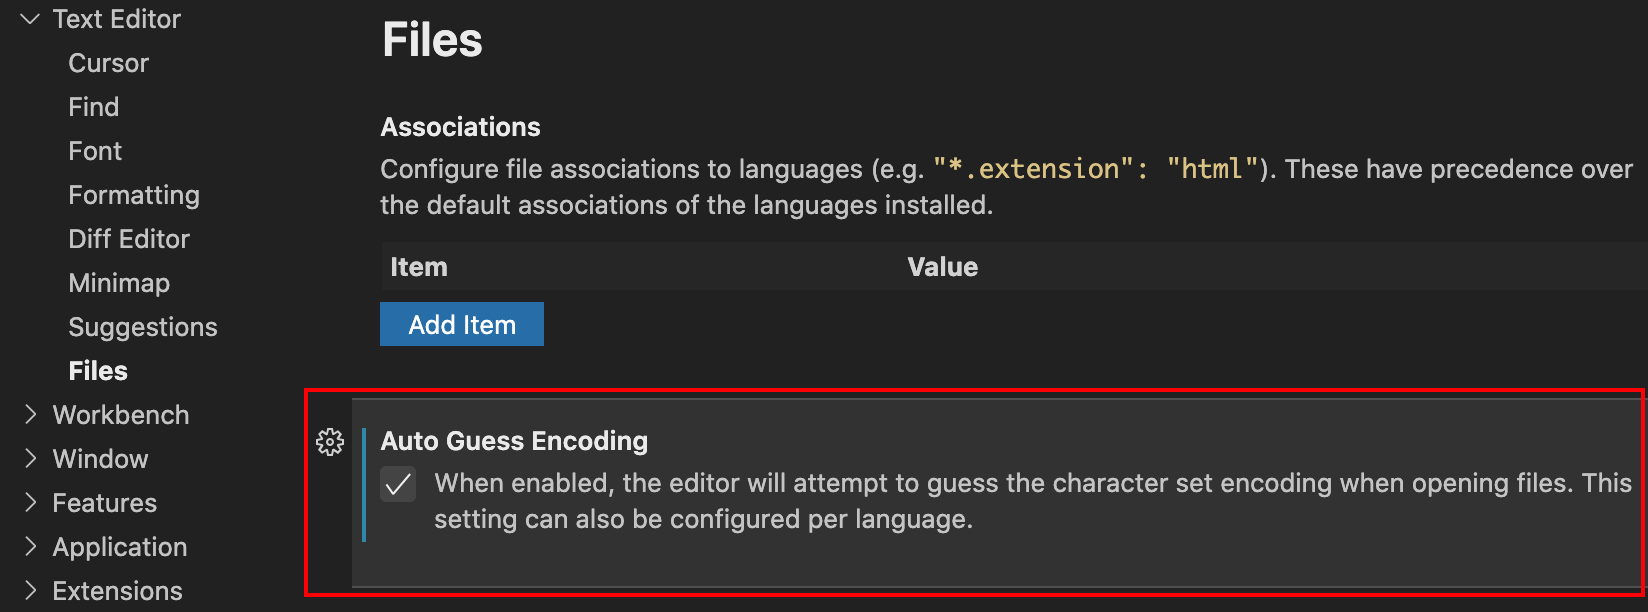 Text Editor
Cursor
Find
Font
Formatting
Diff Editor
Minimap
Suggestions
Files
Workbench
Window
Features
Application
Extensions
Files
Associations
Configure file associations to languages (e.g. "*.extension": "html"). These have precedence over
the default associations of the languages installed.
Item Value
Add Item
Auto Guess Encoding
When enabled, the editor will attempt to guess the character set encoding when opening files. This
setting can also be configured per language.